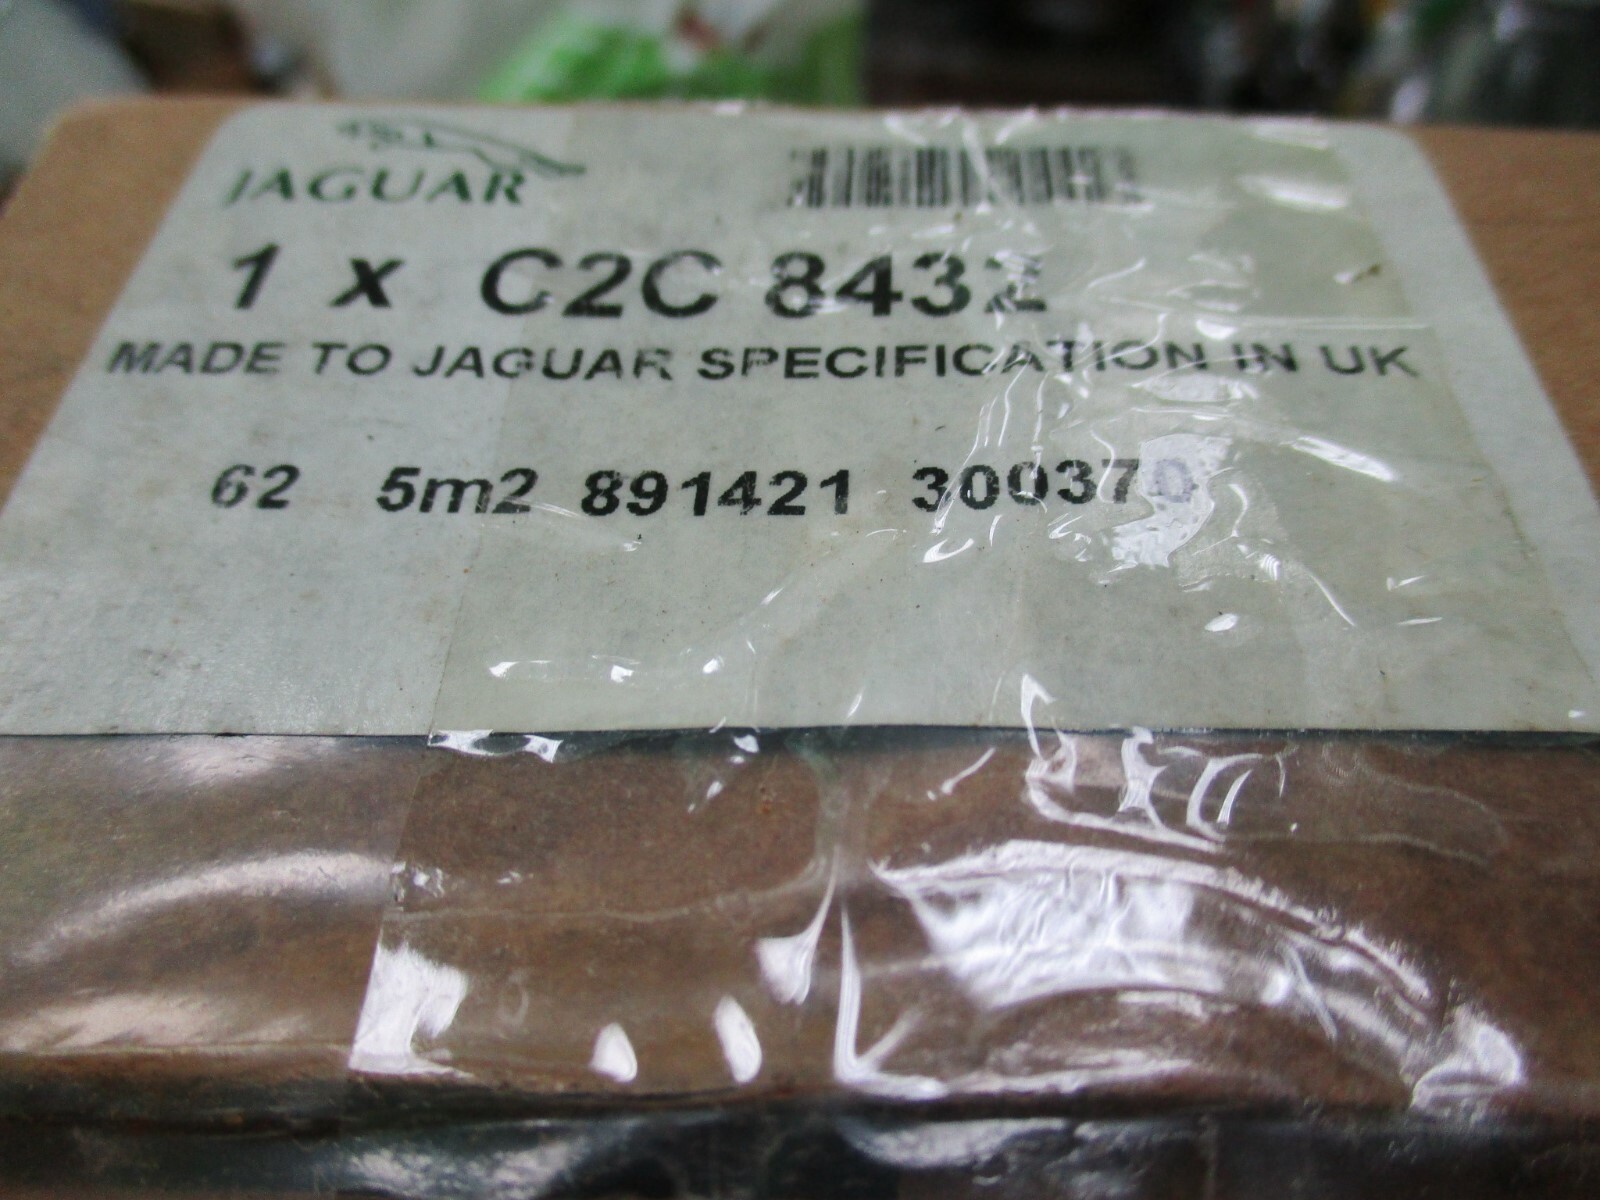 JAGUAR
1 x C2C 8432
MADE TO JAGUAR SPECIFICATION IN UK
62 5m2 891421 300370